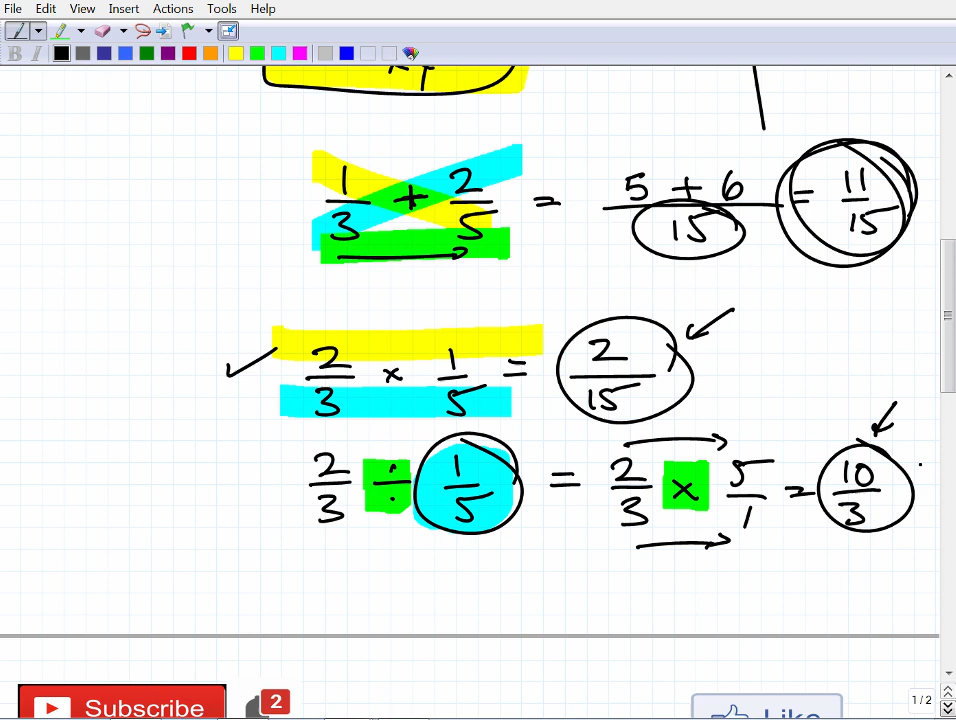 File Edit View Insert Actions Tools Help
B I
1/3 + 2/5 = 5 + 6/15 = 11/15
2/3 × 1/5 = 2/15
2/3 ÷ 1/5 = 2/3 × 5/1 = 10/3
1 / 2
Subscribe 2 Like